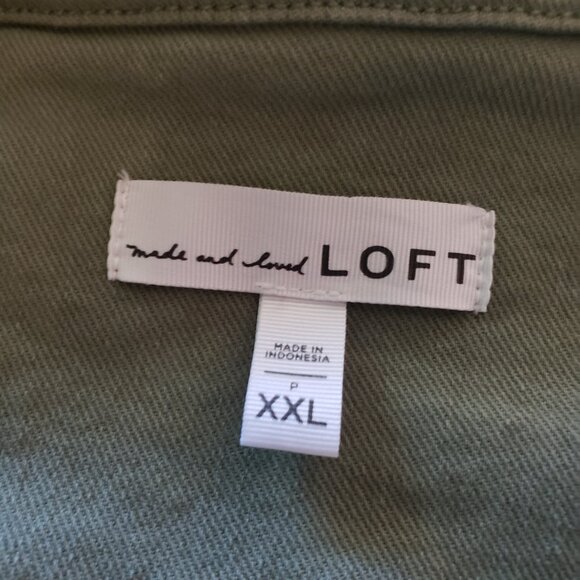 made and loved LOFT
MADE IN
INDONESIA
P
XXL